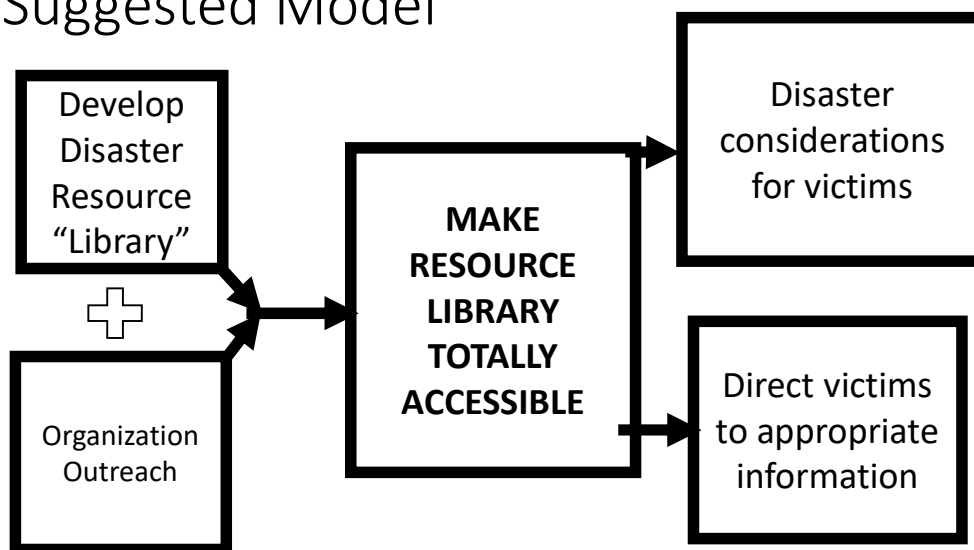 Suggested Model
Develop
Disaster
Resource
“Library”
Organization
Outreach
MAKE
RESOURCE
LIBRARY
TOTALLY
ACCESSIBLE
Disaster
considerations
for victims
Direct victims
to appropriate
information